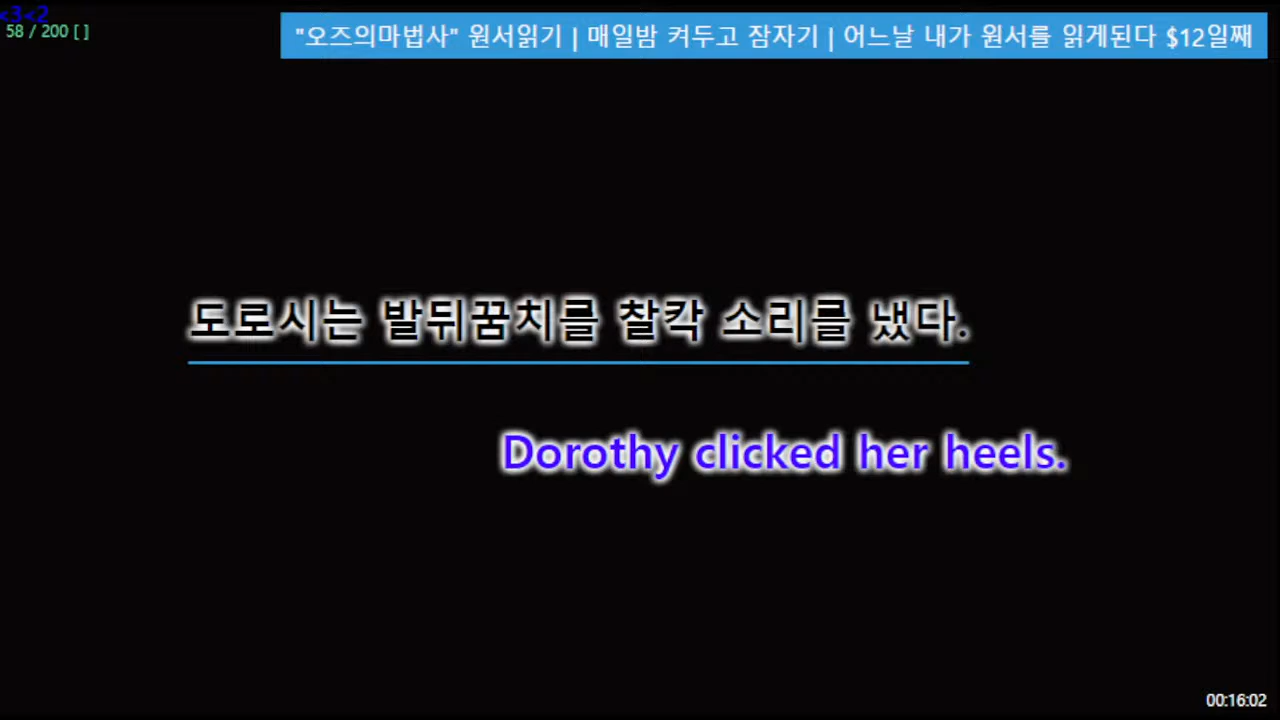 <3<2
58 / 200 [ ]
"오즈의마법사" 원서읽기 | 매일밤 켜두고 잠자기 | 어느날 내가 원서를 읽게된다 $12일째
도로시는 발뒤꿈치를 찰칵 소리를 냈다.
Dorothy clicked her heels.
00:16:02